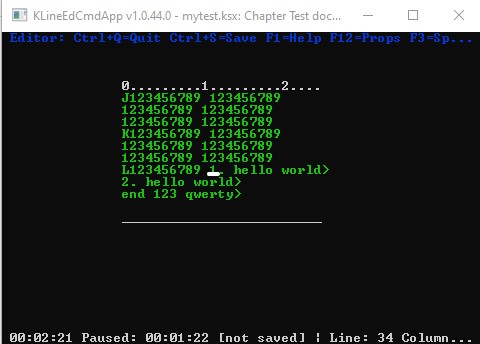 KLineEdCmdApp v1.0.44.0 - mytest.ksx: Chapter Test doc...
Editor: Ctrl+Q=Quit Ctrl+S=Save F1=Help F12=Props F3=Sp...
0.........1.........2....
J123456789 123456789
123456789 123456789
123456789 123456789
K123456789 123456789
123456789 123456789
123456789 123456789
L123456789 1. hello world>
2. hello world>
end 123 qwerty>
00:02:21 Paused: 00:01:22 [not saved] ¦ Line: 34 Column...